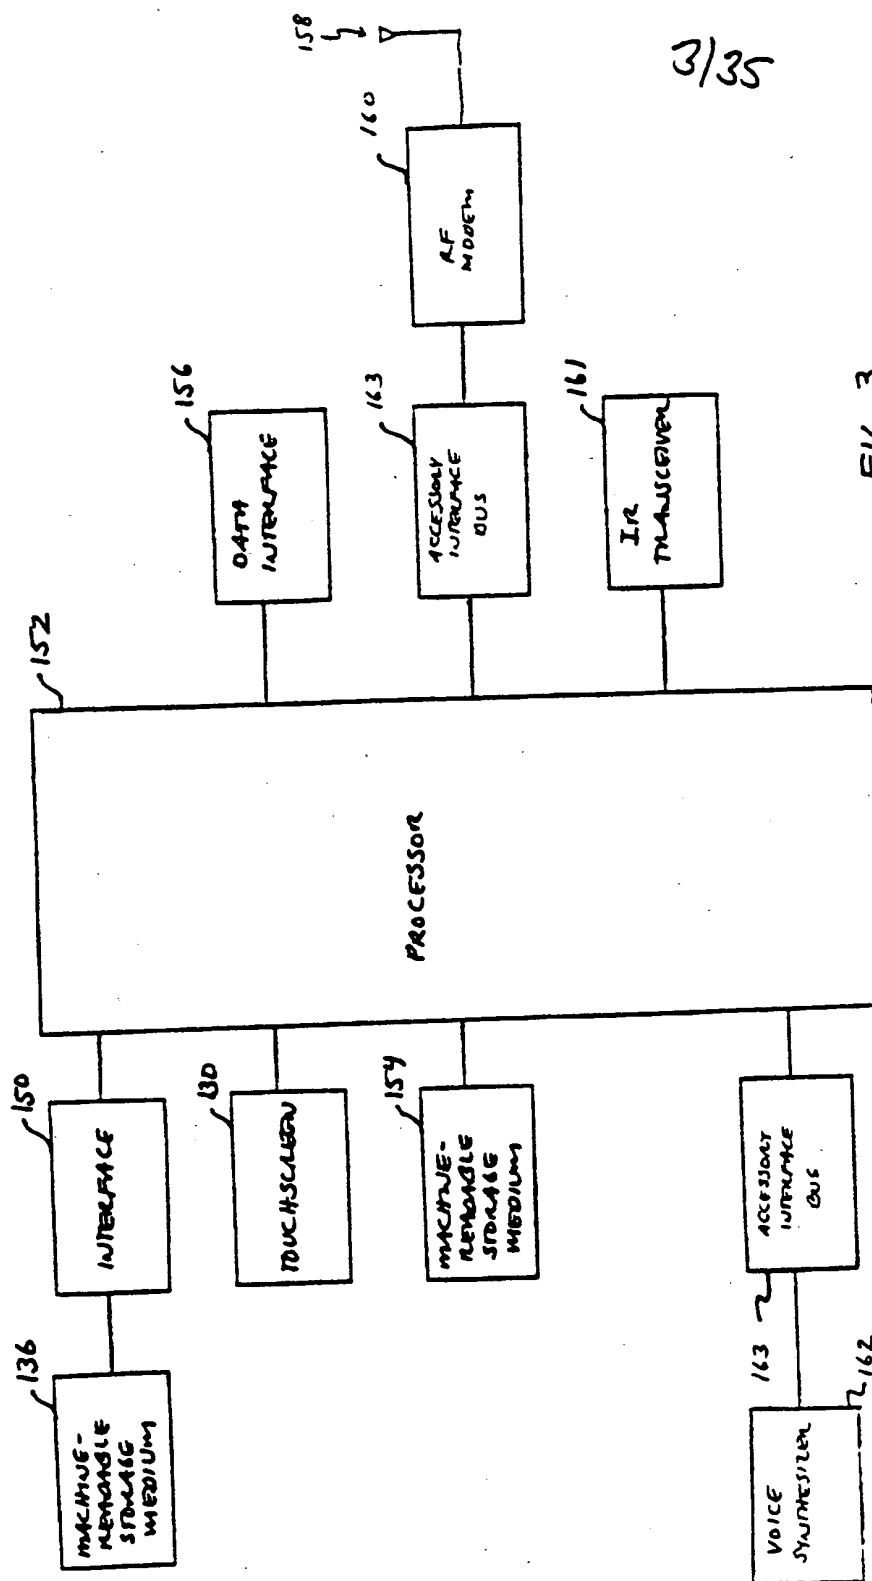 3/35
136
MACHINE-
READABLE
STORAGE
MEDIUM
150
INTERFACE
130
TOUCHSCREEN
154
MACHINE-
READABLE
STORAGE
MEDIUM
163
ACCESSORY
INTERFACE
BUS
VOICE
SYNTHESIZER
162
152
PROCESSOR
156
DATA
INTERFACE
163
ACCESSORY
INTERFACE
BUS
160
RF
MODEM
158
161
IR
TRANSCEIVER